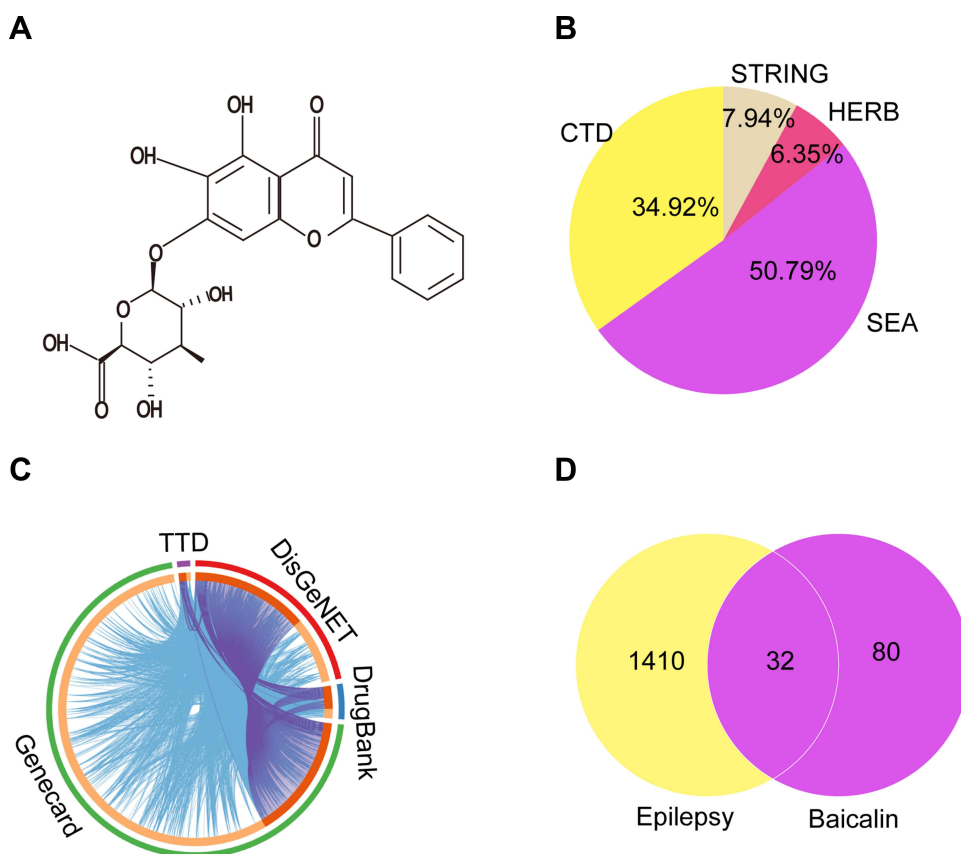 A
OH
O
OH
O
O
O
OH
OH
O
OH
B
STRING
7.94%
HERB
6.35%
CTD
34.92%
50.79%
SEA
C
TTD
DisGeNET
DrugBank
Genecard
D
1410
32
80
Epilepsy
Baicalin